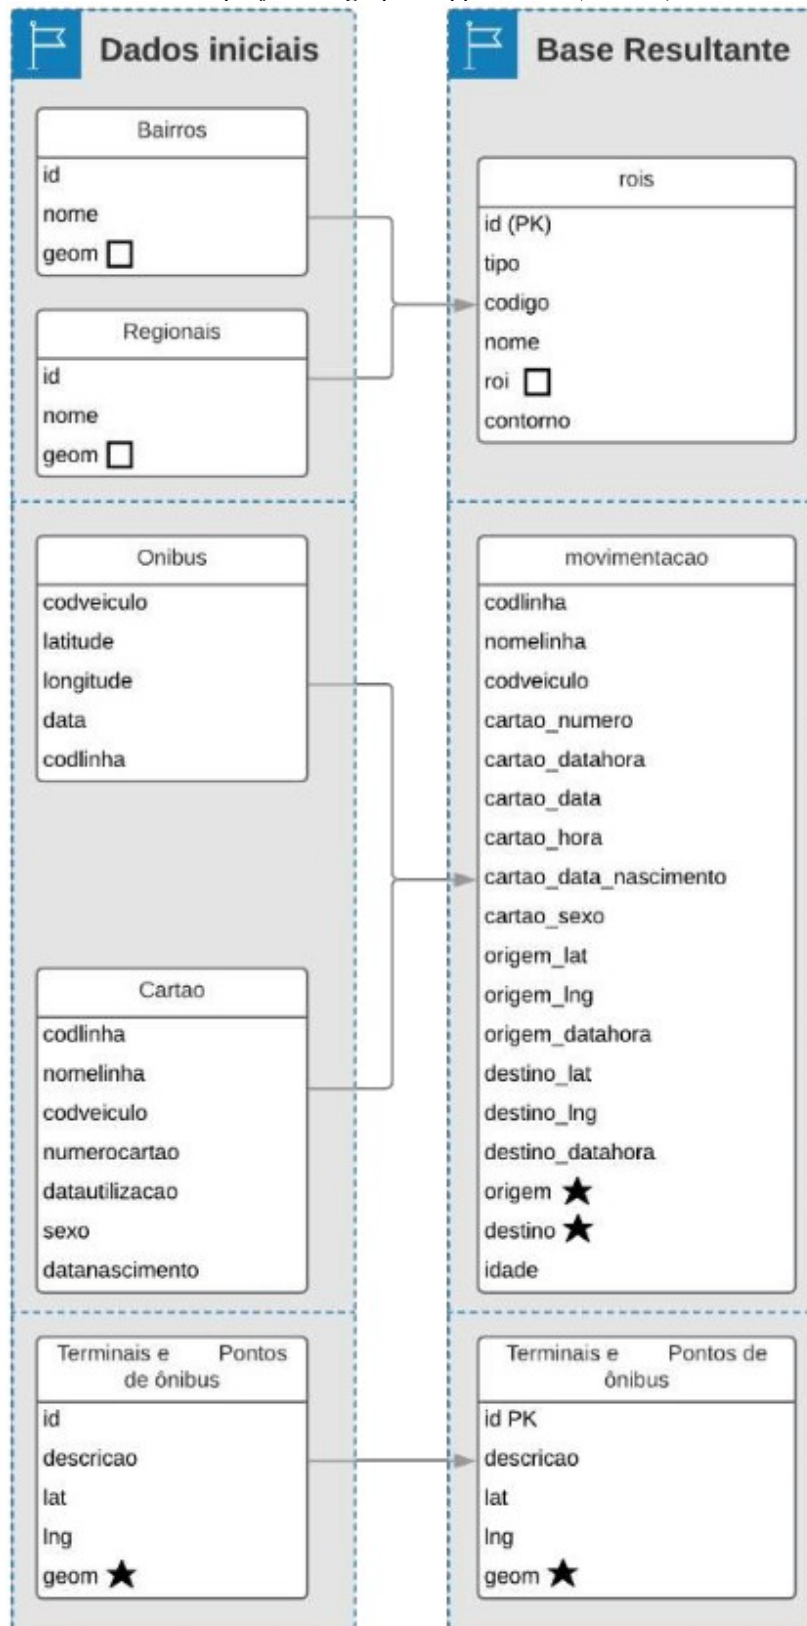 Dados iniciais
Bairros
id
nome
geom
Regionais
id
nome
geom
Onibus
codveiculo
latitude
longitude
data
codlinha
Cartao
codlinha
nomelinha
codveiculo
numerocartao
datautilizacao
sexo
datanascimento
Terminais e Pontos
de ônibus
id
descricao
lat
lng
geom
Base Resultante
rois
id (PK)
tipo
codigo
nome
roi
contorno
movimentacao
codlinha
nomelinha
codveiculo
cartao_numero
cartao_datahora
cartao_data
cartao_hora
cartao_data_nascimento
cartao_sexo
origem_lat
origem_lng
origem_datahora
destino_lat
destino_lng
destino_datahora
origem
destino
idade
Terminais e Pontos de
ônibus
id PK
descricao
lat
lng
geom